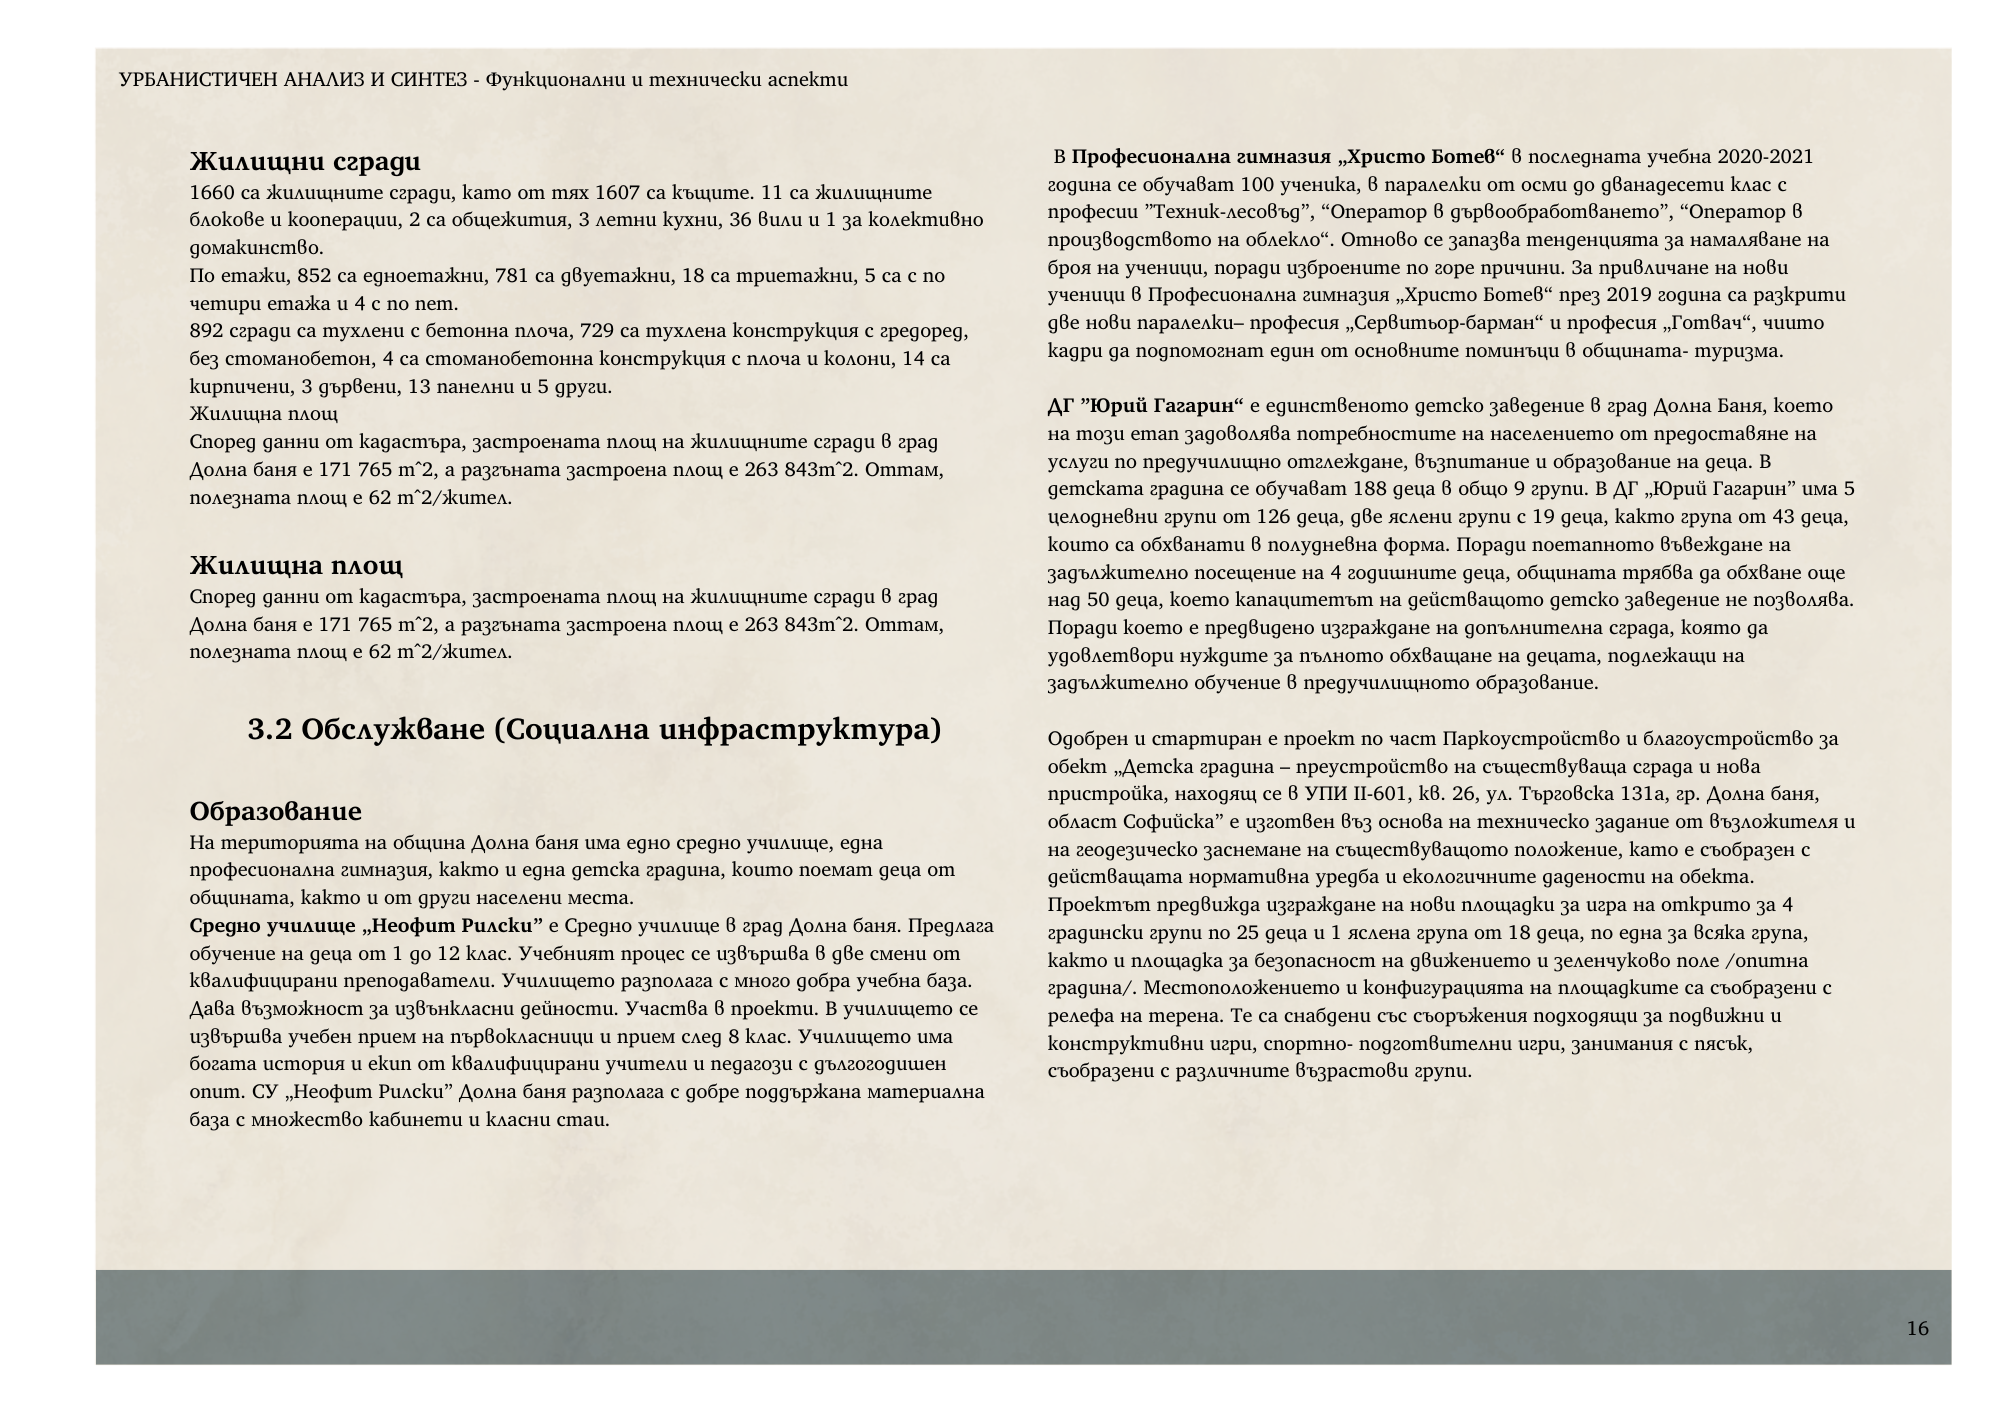 УРБАНИСТИЧЕН АНАЛИЗ И СИНТЕЗ - Функционални и технически аспекти
Жилищни сгради
1660 са жилищните сгради, като от тях 1607 са къщите. 11 са жилищните
блокове и кооперации, 2 са общежития, 3 летни кухни, 36 вили и 1 за колективно
домакинство.
По етажи, 852 са едноетажни, 781 са двуетажни, 18 са триетажни, 5 са с по
четири етажа и 4 с по пет.
892 сгради са тухлени с бетонна плоча, 729 са тухлена конструкция с гредоред,
без стоманобетон, 4 са стоманобетонна конструкция с плоча и колони, 14 са
кирпичени, 3 дървени, 13 панелни и 5 други.
Жилищна площ
Според данни от кадастъра, застроената площ на жилищните сгради в град
Долна баня е 171 765 m^2, а разгъната застроена площ е 263 843m^2. Оттам,
полезната площ е 62 m^2/жител.
Жилищна площ
Според данни от кадастъра, застроената площ на жилищните сгради в град
Долна баня е 171 765 m^2, а разгъната застроена площ е 263 843m^2. Оттам,
полезната площ е 62 m^2/жител.
3.2 Обслужване (Социална инфраструктура)
Образование
На територията на община Долна баня има едно средно училище, една
професионална гимназия, както и една детска градина, които поемат деца от
общината, както и от други населени места.
Средно училище „Неофит Рилски” е Средно училище в град Долна баня. Предлага
обучение на деца от 1 до 12 клас. Учебният процес се извършва в две смени от
квалифицирани преподаватели. Училището разполага с много добра учебна база.
Дава възможност за извънкласни дейности. Участва в проекти. В училището се
извършва учебен прием на първокласници и прием след 8 клас. Училището има
богата история и екип от квалифицирани учители и педагози с дългогодишен
опит. СУ „Неофит Рилски” Долна баня разполага с добре поддържана материална
база с множество кабинети и класни стаи.
В Професионална гимназия „Христо Ботев“ в последната учебна 2020-2021
година се обучават 100 ученика, в паралелки от осми до дванадесети клас с
професии ”Техник-лесовъд”, “Оператор в дървообработването”, “Оператор в
производството на облекло“. Отново се запазва тенденцията за намаляване на
броя на ученици, поради изброените по горе причини. За привличане на нови
ученици в Професионална гимназия „Христо Ботев“ през 2019 година са разкрити
две нови паралелки– професия „Сервитьор-барман“ и професия „Готвач“, чиито
кадри да подпомогнат един от основните поминъци в общината- туризма.
ДГ ”Юрий Гагарин“ е единственото детско заведение в град Долна Баня, което
на този етап задоволява потребностите на населението от предоставяне на
услуги по предучилищно отглеждане, възпитание и образование на деца. В
детската градина се обучават 188 деца в общо 9 групи. В ДГ „Юрий Гагарин” има 5
целодневни групи от 126 деца, две яслени групи с 19 деца, както група от 43 деца,
които са обхванати в полудневна форма. Поради поетапното въвеждане на
задължително посещение на 4 годишните деца, общината трябва да обхване още
над 50 деца, което капацитетът на действащото детско заведение не позволява.
Поради което е предвидено изграждане на допълнителна сграда, която да
удовлетвори нуждите за пълното обхващане на децата, подлежащи на
задължително обучение в предучилищното образование.
Одобрен и стартиран е проект по част Паркоустройство и благоустройство за
обект „Детска градина – преустройство на съществуваща сграда и нова
пристройка, находящ се в УПИ II-601, кв. 26, ул. Търговска 131а, гр. Долна баня,
област Софийска” е изготвен въз основа на техническо задание от възложителя и
на геодезическо заснемане на съществуващото положение, като е съобразен с
действащата нормативна уредба и екологичните дадености на обекта.
Проектът предвижда изграждане на нови площадки за игра на открито за 4
градински групи по 25 деца и 1 яслена група от 18 деца, по една за всяка група,
както и площадка за безопасност на движението и зеленчуково поле /опитна
градина/. Местоположението и конфигурацията на площадките са съобразени с
релефа на терена. Те са снабдени със съоръжения подходящи за подвижни и
конструктивни игри, спортно- подготвителни игри, занимания с пясък,
съобразени с различните възрастови групи.
16